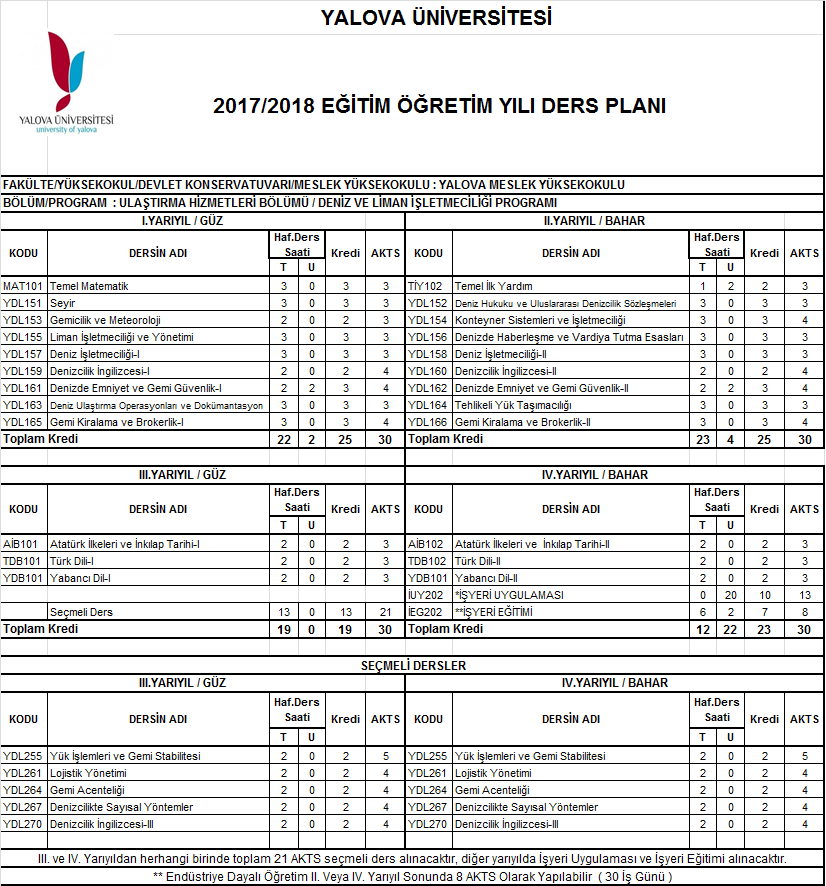 YALOVA ÜNİVERSİTESİ
YALOVA ÜNİVERSİTESİ
university of yalova
2017/2018 EĞİTİM ÖĞRETİM YILI DERS PLANI
FAKÜLTE/YÜKSEKOKUL/DEVLET KONSERVATUVARI/MESLEK YÜKSEKOKULU : YALOVA MESLEK YÜKSEKOKULU
BÖLÜM/PROGRAM : ULAŞTIRMA HİZMETLERİ BÖLÜMÜ / DENİZ VE LİMAN İŞLETMECİLİĞİ PROGRAMI
I.YARIYIL / GÜZ II.YARIYIL / BAHAR
KODU DERSİN ADI Haf.Ders Saati T U Kredi AKTS KODU DERSİN ADI Haf.Ders Saati T U Kredi AKTS
MAT101 Temel Matematik 3 0 3 3 TİY102 Temel İlk Yardım 1 2 2 3
YDL151 Seyir 3 0 3 3 YDL152 Deniz Hukuku ve Uluslararası Denizcilik Sözleşmeleri 3 0 3 3
YDL153 Gemicilik ve Meteoroloji 2 0 2 3 YDL154 Konteyner Sistemleri ve İşletmeciliği 3 0 3 4
YDL155 Liman İşletmeciliği ve Yönetimi 3 0 3 3 YDL156 Denizde Haberleşme ve Vardiya Tutma Esasları 3 0 3 3
YDL157 Deniz İşletmeciliği-I 3 0 3 3 YDL158 Deniz İşletmeciliği-II 3 0 3 3
YDL159 Denizcilik İngilizcesi-I 2 0 2 4 YDL160 Denizcilik İngilizcesi-II 2 0 2 4
YDL161 Denizde Emniyet ve Gemi Güvenlik-I 2 2 3 4 YDL162 Denizde Emniyet ve Gemi Güvenlik-II 2 2 3 4
YDL163 Deniz Ulaştırma Operasyonları ve Dokümantasyon 3 0 3 3 YDL164 Tehlikeli Yük Taşımacılığı 3 0 3 3
YDL165 Gemi Kiralama ve Brokerlik-I 3 0 3 4 YDL166 Gemi Kiralama ve Brokerlik-II 3 0 3 4
Toplam Kredi 22 2 25 30 Toplam Kredi 23 4 25 30
III.YARIYIL / GÜZ IV.YARIYIL / BAHAR
KODU DERSİN ADI Haf.Ders Saati T U Kredi AKTS KODU DERSİN ADI Haf.Ders Saati T U Kredi AKTS
AİB101 Atatürk İlkeleri ve İnkılap Tarihi-I 2 0 2 3 AİB102 Atatürk İlkeleri ve İnkılap Tarihi-II 2 0 2 3
TDB101 Türk Dili-I 2 0 2 3 TDB102 Türk Dili-II 2 0 2 3
YDB101 Yabancı Dil-I 2 0 2 3 YDB101 Yabancı Dil-II 2 0 2 3
İUY202 *İŞYERİ UYGULAMASI 0 20 10 13
Seçmeli Ders 13 0 13 21 İEG202 **İŞYERİ EĞİTİMİ 6 2 7 8
Toplam Kredi 19 0 19 30 Toplam Kredi 12 22 23 30
SEÇMELİ DERSLER
III.YARIYIL / GÜZ IV.YARIYIL / BAHAR
KODU DERSİN ADI Haf.Ders Saati T U Kredi AKTS KODU DERSİN ADI Haf.Ders Saati T U Kredi AKTS
YDL255 Yük İşlemleri ve Gemi Stabilitesi 2 0 2 5 YDL255 Yük İşlemleri ve Gemi Stabilitesi 2 0 2 5
YDL261 Lojistik Yönetimi 2 0 2 4 YDL261 Lojistik Yönetimi 2 0 2 4
YDL264 Gemi Acenteliği 2 0 2 4 YDL264 Gemi Acenteliği 2 0 2 4
YDL267 Denizcilikte Sayısal Yöntemler 2 0 2 4 YDL267 Denizcilikte Sayısal Yöntemler 2 0 2 4
YDL270 Denizcilik İngilizcesi-III 2 0 2 4 YDL270 Denizcilik İngilizcesi-III 2 0 2 4
III. ve IV. Yarıyıldan herhangi birinde toplam 21 AKTS seçmeli ders alınacaktır, diğer yarıyılda İşyeri Uygulaması ve İşyeri Eğitimi alınacaktır.
** Endüstriye Dayalı Öğretim II. Veya IV. Yarıyıl Sonunda 8 AKTS Olarak Yapılabilir ( 30 İş Günü )